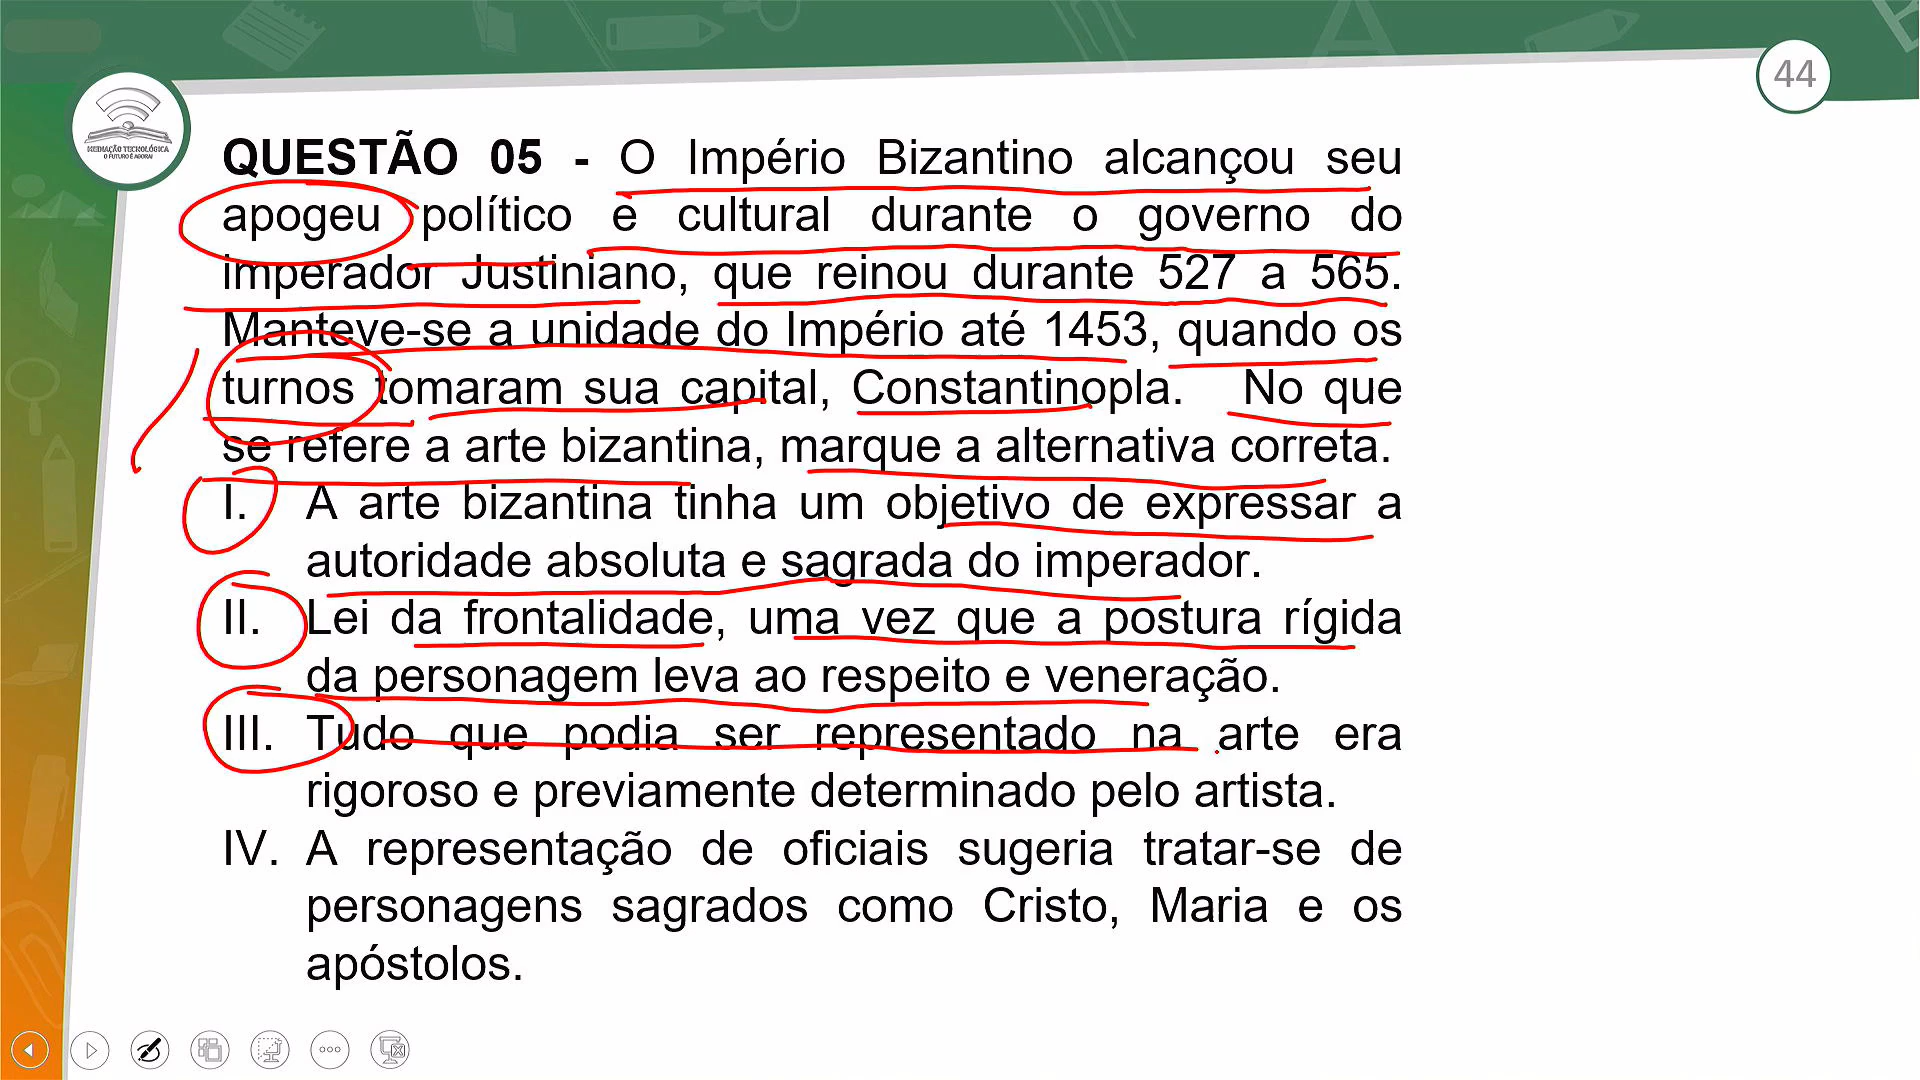 44
MEDIAÇÃO TECNOLÓGICA
O FUTURO É AGORA!
QUESTÃO 05 - O Império Bizantino alcançou seu
apogeu político e cultural durante o governo do
imperador Justiniano, que reinou durante 527 a 565.
Manteve-se a unidade do Império até 1453, quando os
turnos tomaram sua capital, Constantinopla. No que
se refere a arte bizantina, marque a alternativa correta.
I. A arte bizantina tinha um objetivo de expressar a
autoridade absoluta e sagrada do imperador.
II. Lei da frontalidade, uma vez que a postura rígida
da personagem leva ao respeito e veneração.
III. Tudo que podia ser representado na arte era
rigoroso e previamente determinado pelo artista.
IV. A representação de oficiais sugeria tratar-se de
personagens sagrados como Cristo, Maria e os
apóstolos.